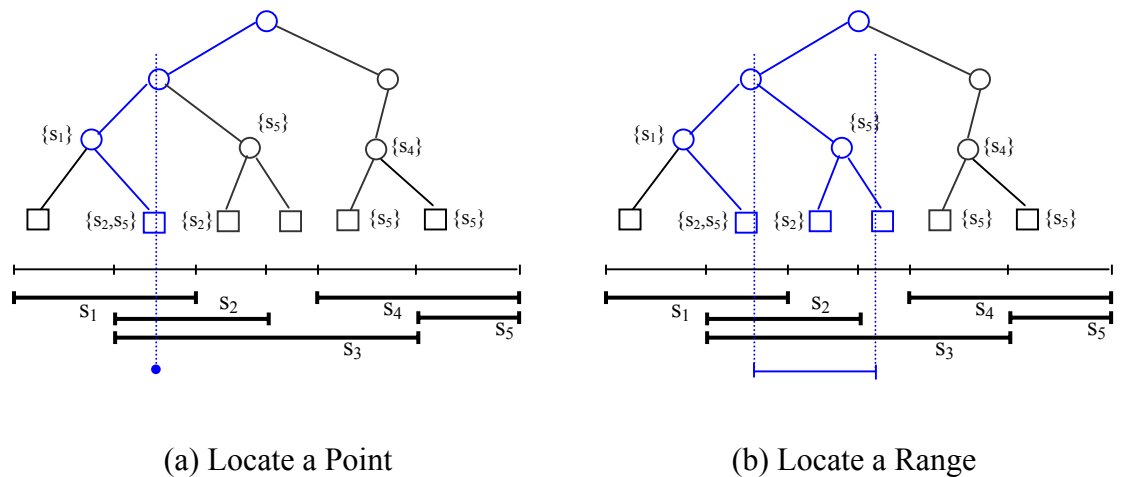 {s1} {s5} {s4}
{s2,s5} {s2} {s5} {s5}
s1 s2 s4 s5
s3
(a) Locate a Point
{s1} {s5} {s4}
{s2,s5} {s2} {s5} {s5}
s1 s2 s4 s5
s3
(b) Locate a Range